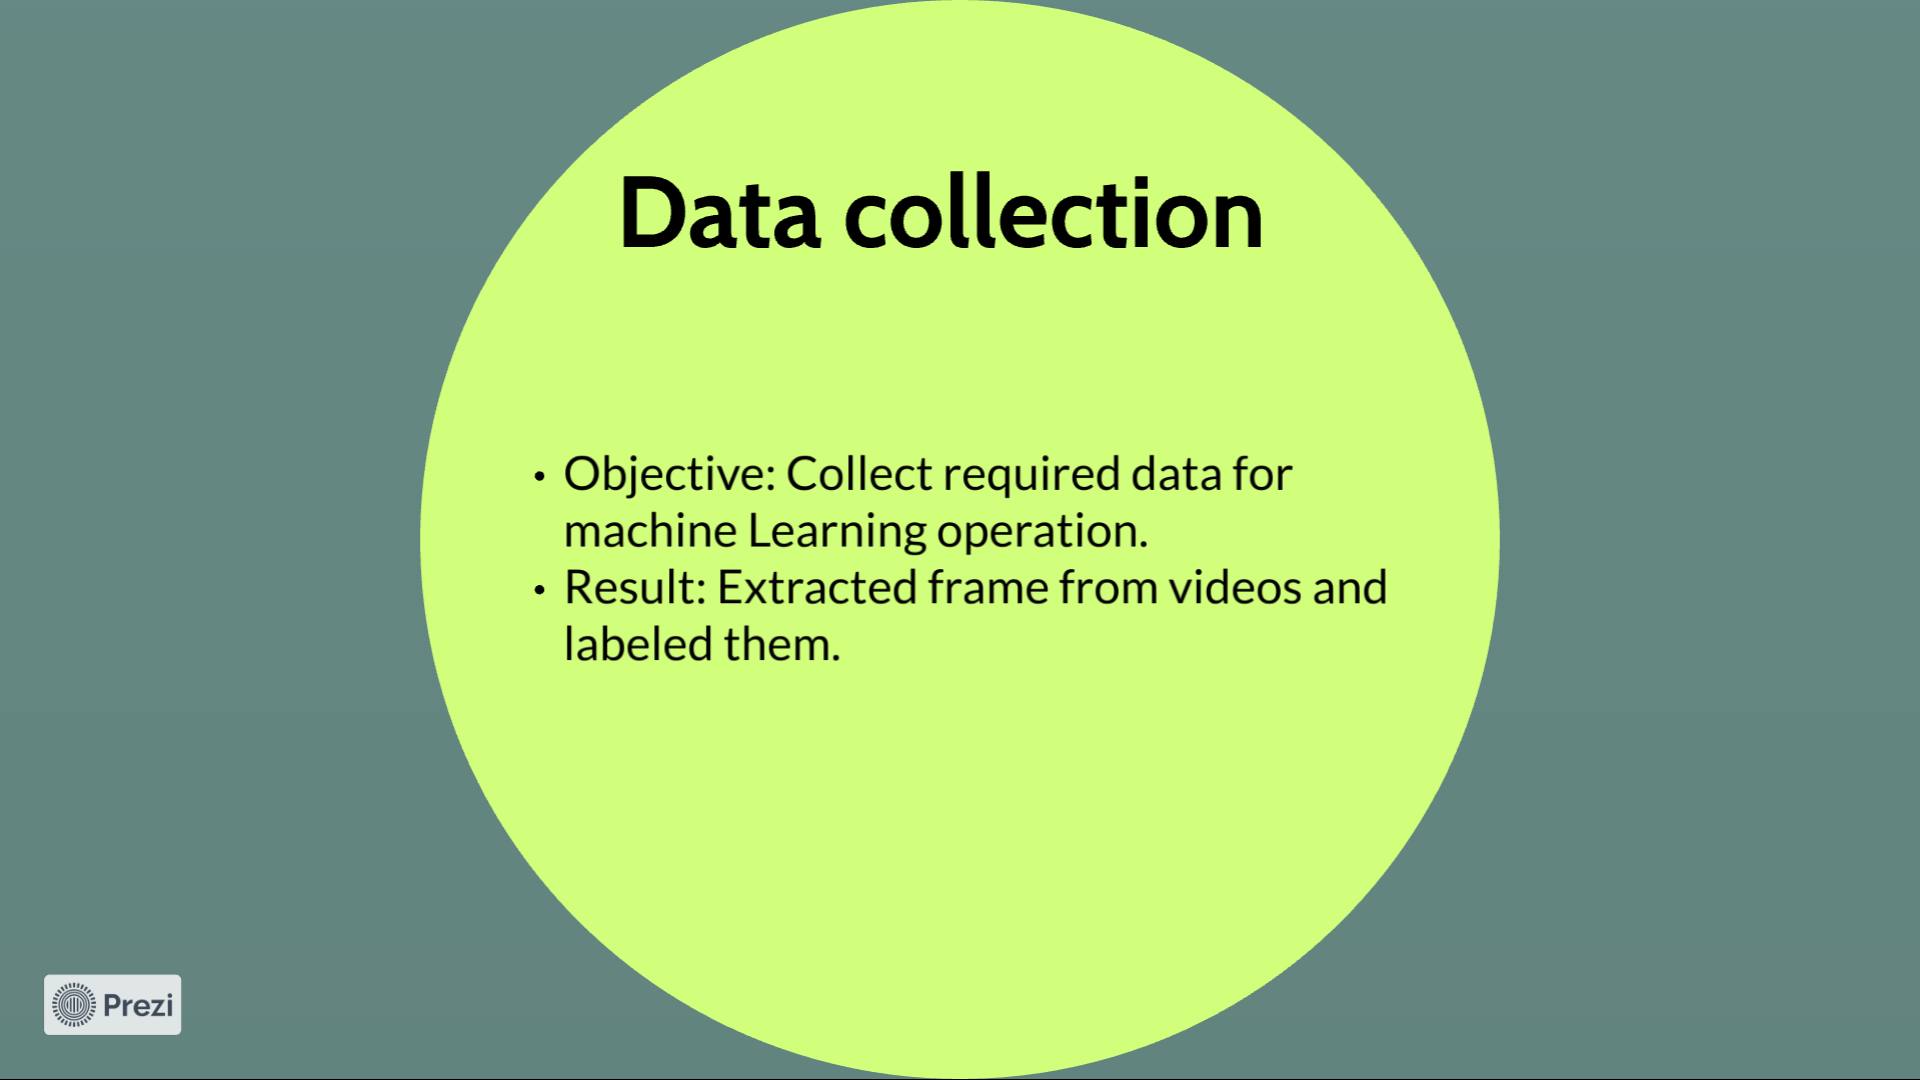 Data collection
• Objective: Collect required data for
machine Learning operation.
• Result: Extracted frame from videos and
labeled them.
Prezi